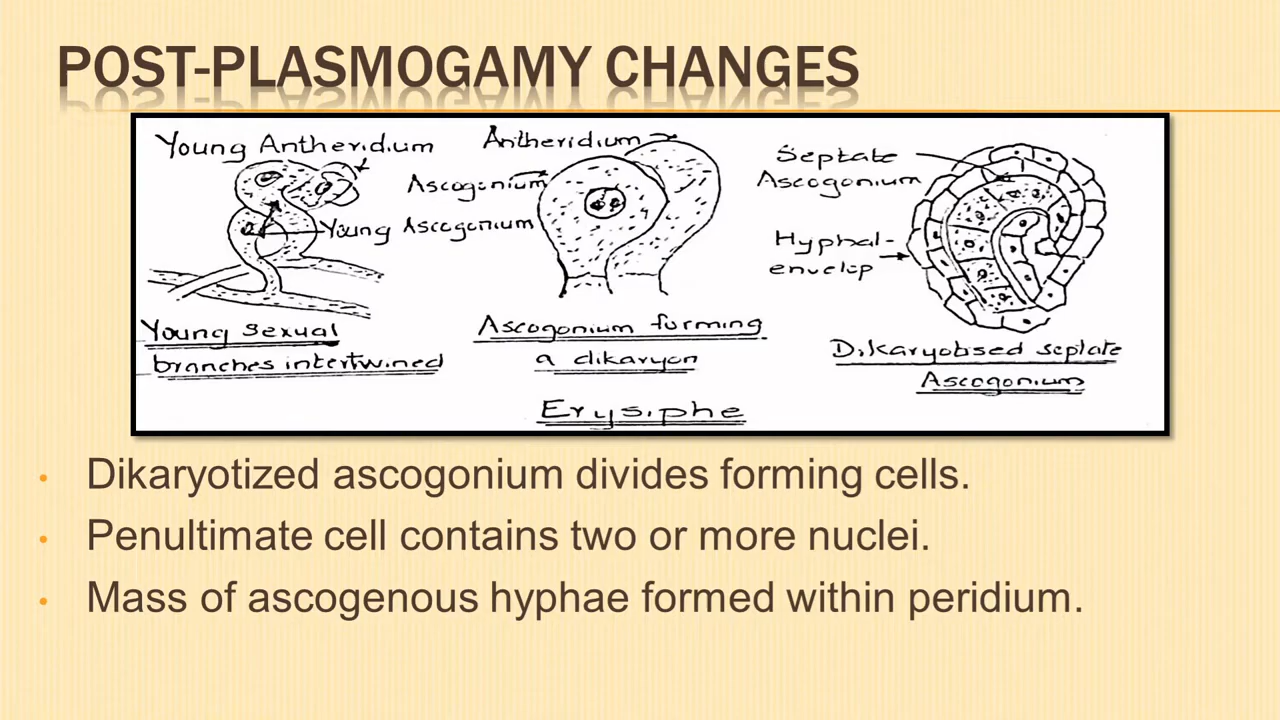 POST-PLASMOGAMY CHANGES
Young Antheridium
Young Ascogonium
Young sexual
branches intertwined
Antheridium
Ascogonium
Ascogonium forming
a dikaryon
Septate
Ascogonium
Hyphal-
envelop
Dikaryobsed septate
Ascogonium
Erysiphe
• Dikaryotized ascogonium divides forming cells.
• Penultimate cell contains two or more nuclei.
• Mass of ascogenous hyphae formed within peridium.